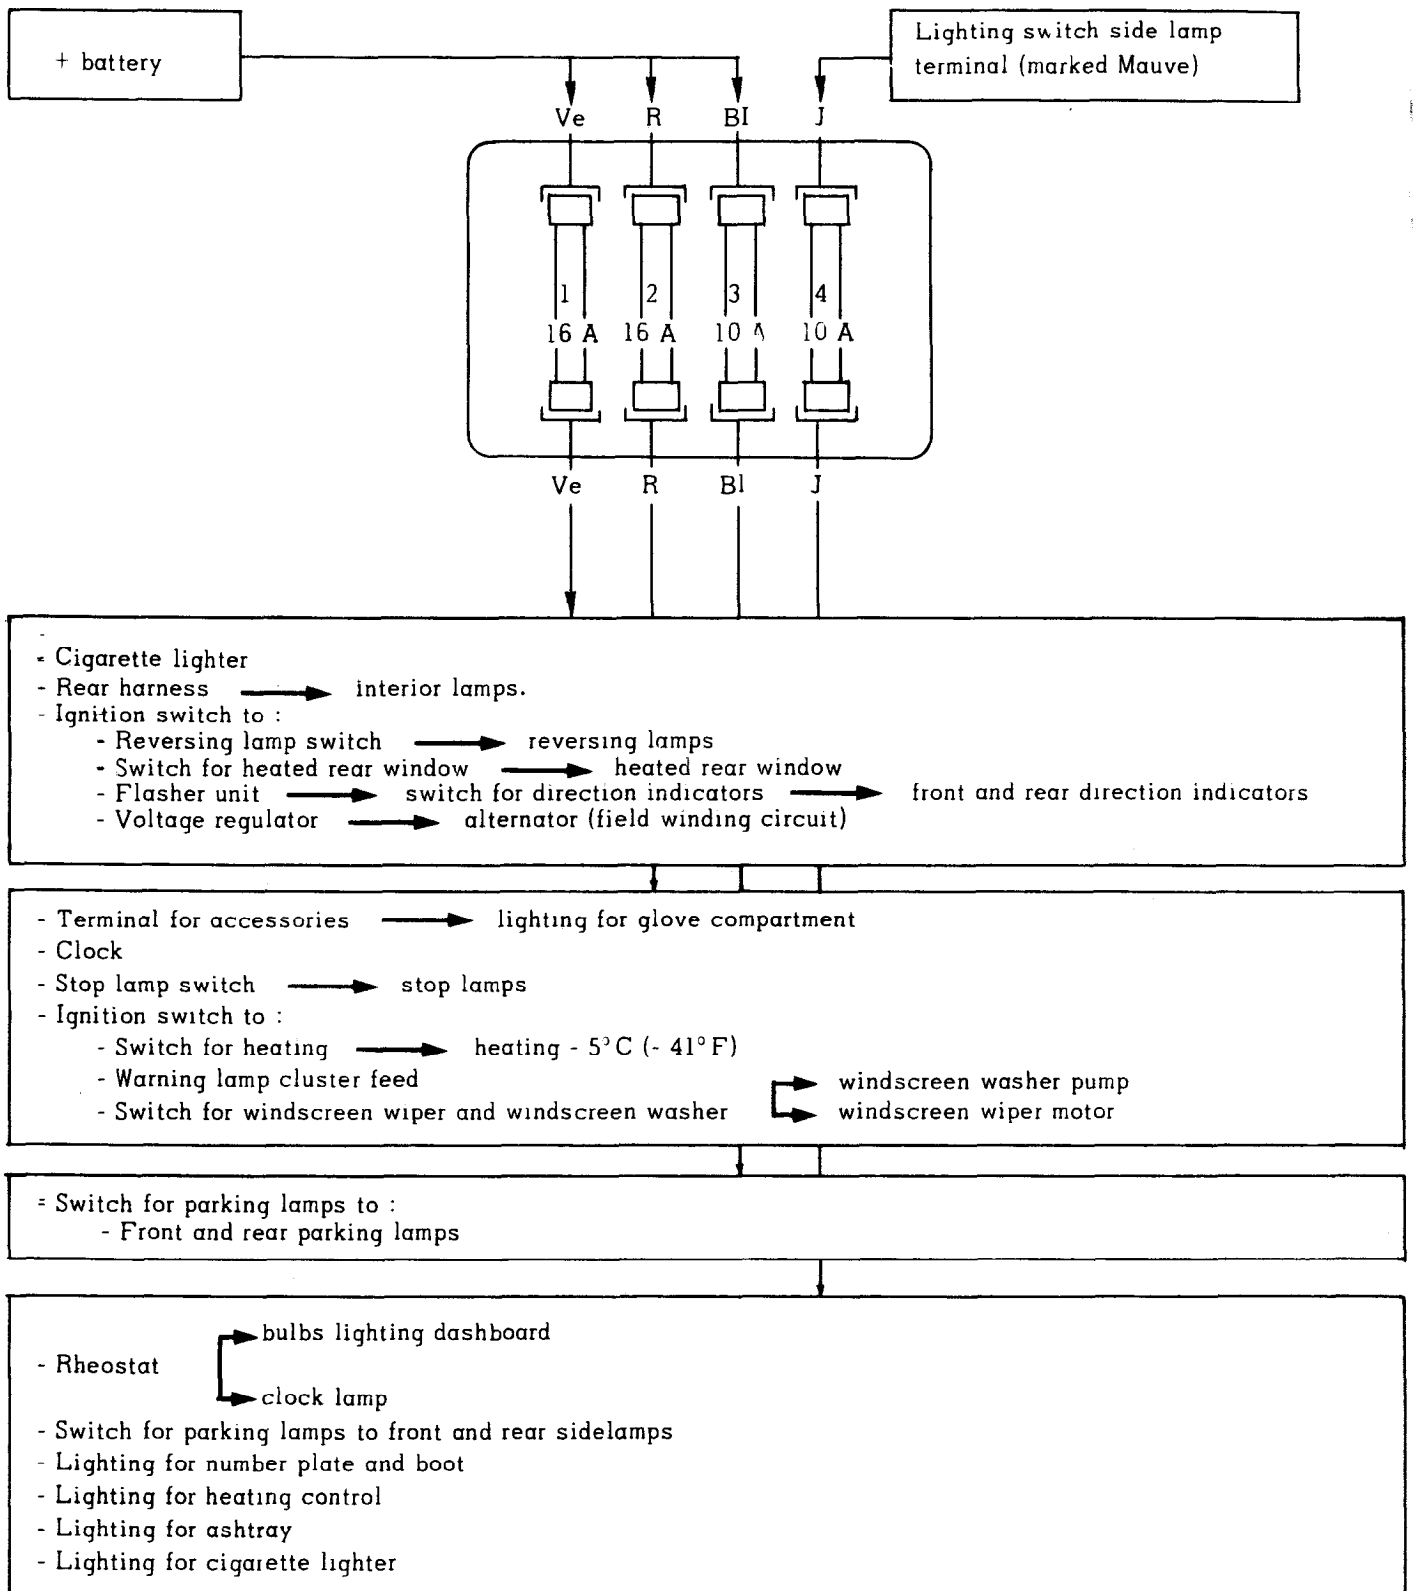 + battery
Lighting switch side lamp
terminal (marked Mauve)
Ve R Bl J
1 2 3 4
16 A 16 A 10 A 10 A
Ve R Bl J
- Cigarette lighter
- Rear harness → interior lamps.
- Ignition switch to :
- Reversing lamp switch → reversing lamps
- Switch for heated rear window → heated rear window
- Flasher unit → switch for direction indicators → front and rear direction indicators
- Voltage regulator → alternator (field winding circuit)
- Terminal for accessories → lighting for glove compartment
- Clock
- Stop lamp switch → stop lamps
- Ignition switch to :
- Switch for heating → heating - 5°C (- 41°F)
- Warning lamp cluster feed
windscreen washer pump
- Switch for windscreen wiper and windscreen washer → windscreen wiper motor
- Switch for parking lamps to :
- Front and rear parking lamps
bulbs lighting dashboard
- Rheostat
clock lamp
- Switch for parking lamps to front and rear sidelamps
- Lighting for number plate and boot
- Lighting for heating control
- Lighting for ashtray
- Lighting for cigarette lighter